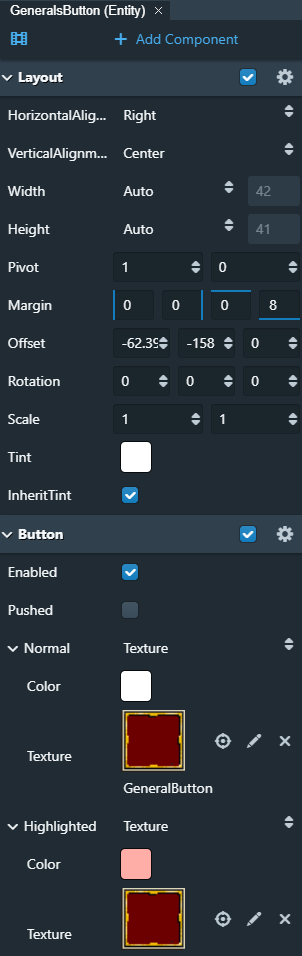 GeneralsButton (Entity) ×
+ Add Component
Layout
HorizontalAlig... Right
VerticalAlignm... Center
Width Auto 42
Height Auto 41
Pivot 1 0
Margin 0 0 0 8
Offset -62.39 -158 0
Rotation 0 0 0
Scale 1 1
Tint
InheritTint
Button
Enabled
Pushed
Normal Texture
Color
Texture
GeneralButton
Highlighted Texture
Color
Texture